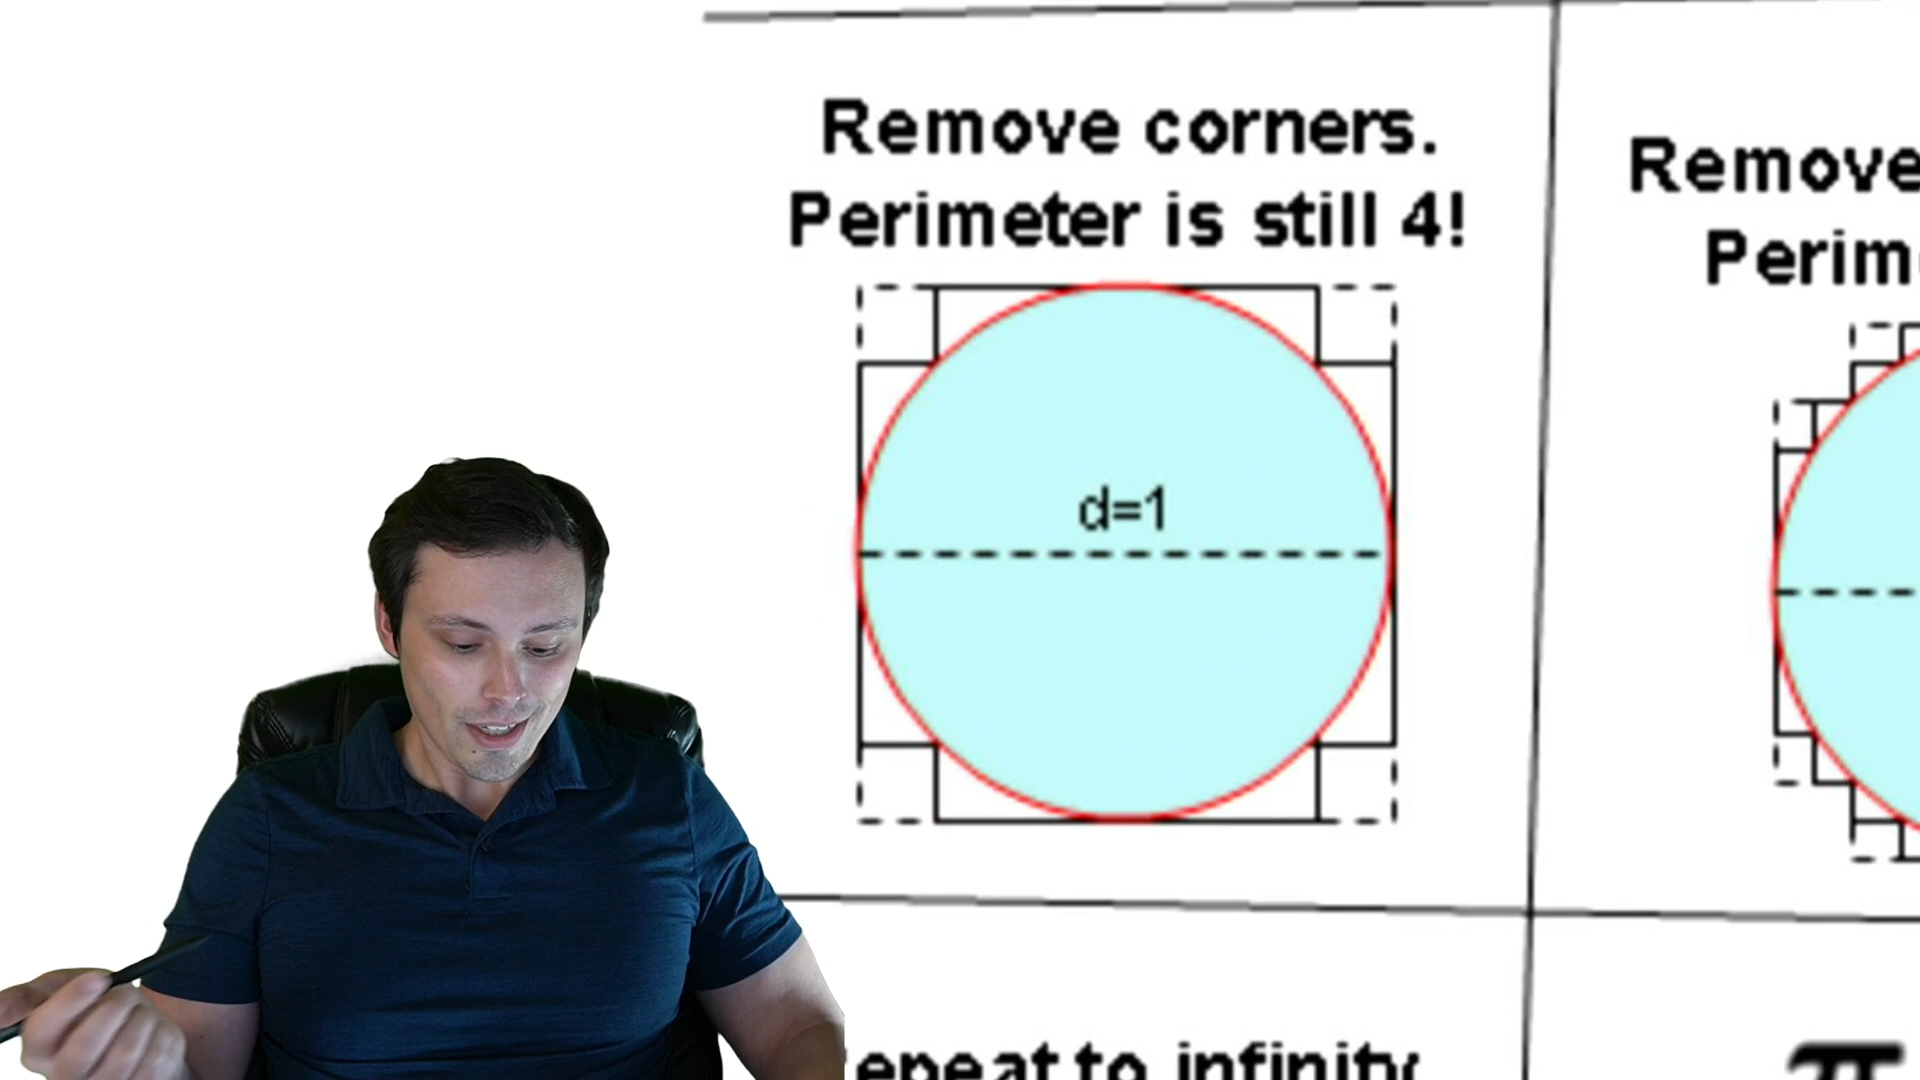 Remove corners.
Perimeter is still 4!
d=1
Remove
Perim
epeat to infinity
π